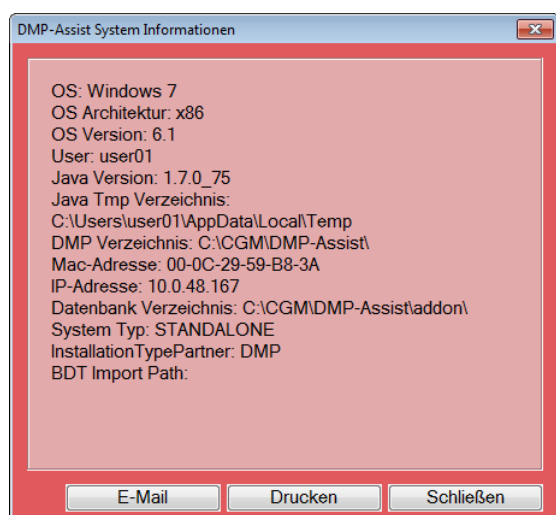 DMP-Assist System Informationen
OS: Windows 7
OS Architektur: x86
OS Version: 6.1
User: user01
Java Version: 1.7.0_75
Java Tmp Verzeichnis:
C:\Users\user01\AppData\Local\Temp
DMP Verzeichnis: C:\CGM\DMP-Assist\
Mac-Adresse: 00-0C-29-59-B8-3A
IP-Adresse: 10.0.48.167
Datenbank Verzeichnis: C:\CGM\DMP-Assist\addon\
System Typ: STANDALONE
InstallationTypePartner: DMP
BDT Import Path:
E-Mail Drucken Schließen